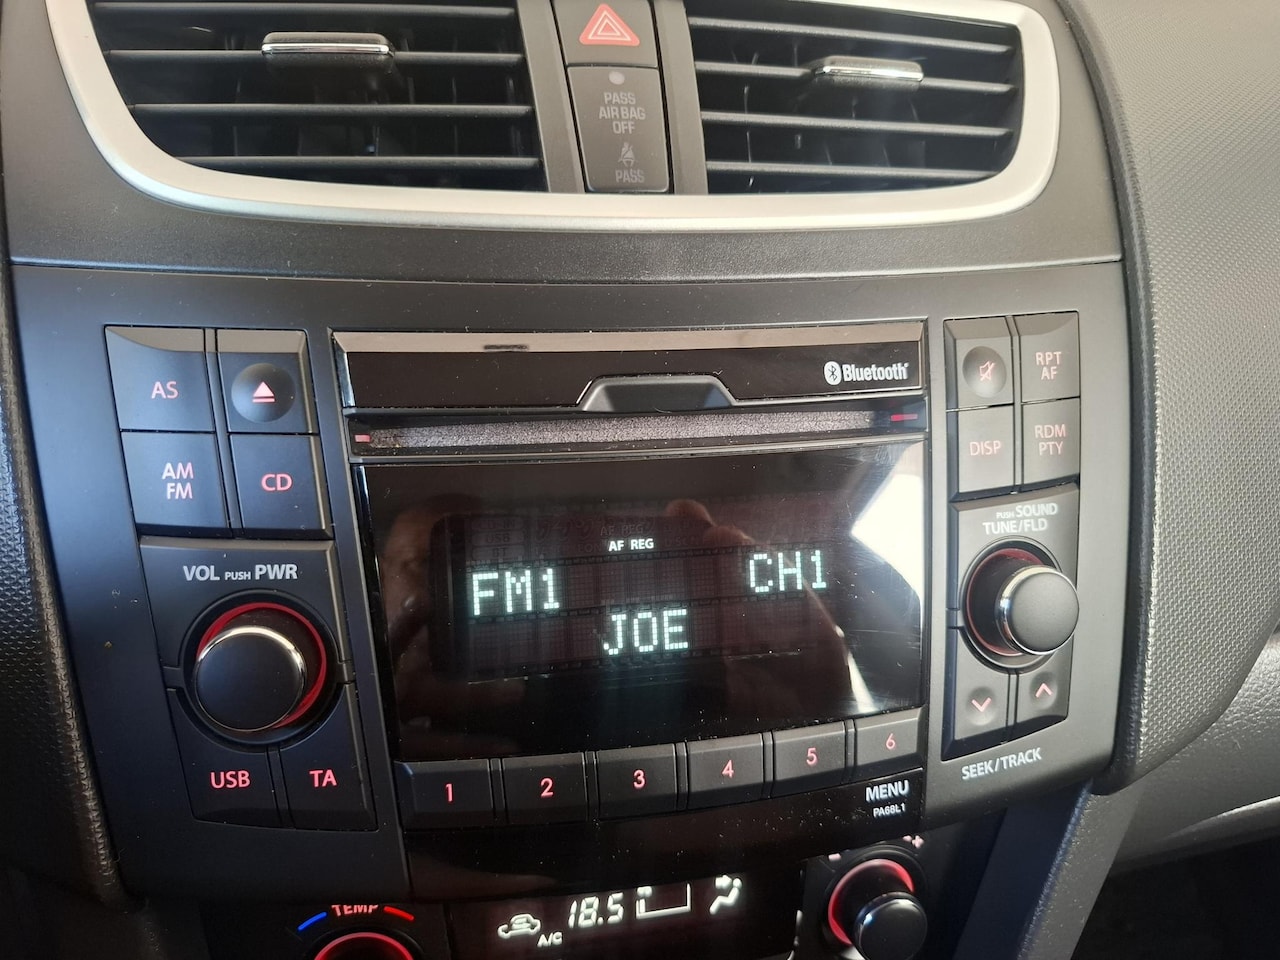 PASS
AIR BAG
OFF
PASS
Bluetooth
AS
AM
FM
CD
RPT
AF
DISP
RDM
PTY
PUSH SOUND
TUNE/FLD
VOL PUSH PWR
AF REG
FM1
CH1
JOE
USB
TA
1
2
3
4
5
6
SEEK/TRACK
MENU
PA68L1
TEMP
A/C
18.5